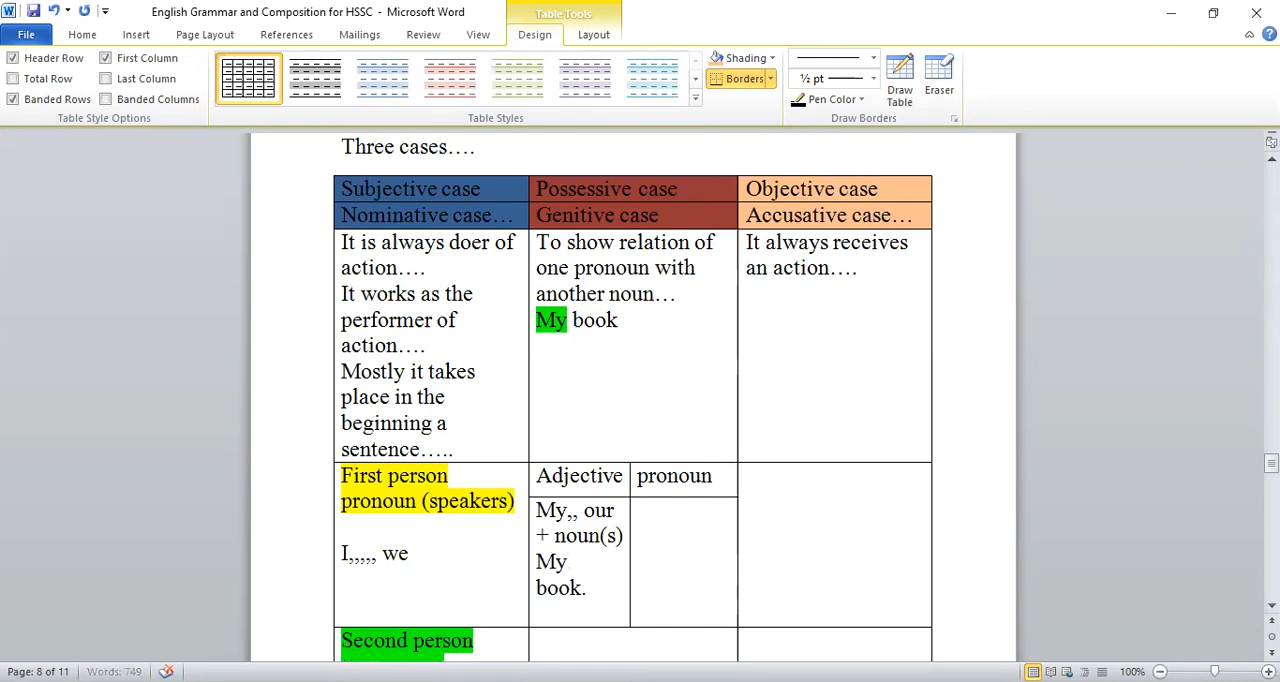 English Grammar and Composition for HSSC - Microsoft Word
Table Tools
File Home Insert Page Layout References Mailings Review View Design Layout
Header Row First Column
Total Row Last Column
Banded Rows Banded Columns
Table Style Options
Table Styles
Shading
Borders
½ pt
Pen Color
Draw Table
Eraser
Draw Borders
Three cases….
Subjective case Possessive case Objective case
Nominative case… Genitive case Accusative case…
It is always doer of
action….
It works as the
performer of
action….
Mostly it takes
place in the
beginning a
sentence…..
To show relation of
one pronoun with
another noun…
My book
It always receives
an action….
First person
pronoun (speakers)
I,,,,, we
Adjective pronoun
My,, our
+ noun(s)
My
book.
Second person
Page: 8 of 11 Words: 749 100%